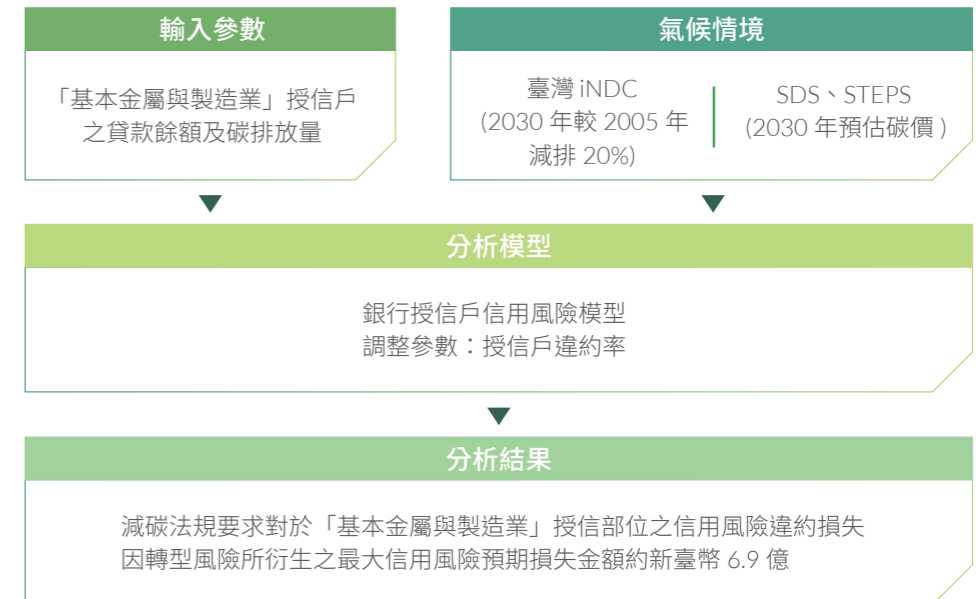 輸入參數
「基本金屬與製造業」授信戶
之貸款餘額及碳排放量
氣候情境
臺灣 iNDC
(2030 年較 2005 年
減排 20%)
SDS、STEPS
(2030 年預估碳價 )
分析模型
銀行授信戶信用風險模型
調整參數：授信戶違約率
分析結果
減碳法規要求對於「基本金屬與製造業」授信部位之信用風險違約損失
因轉型風險所衍生之最大信用風險預期損失金額約新臺幣 6.9 億